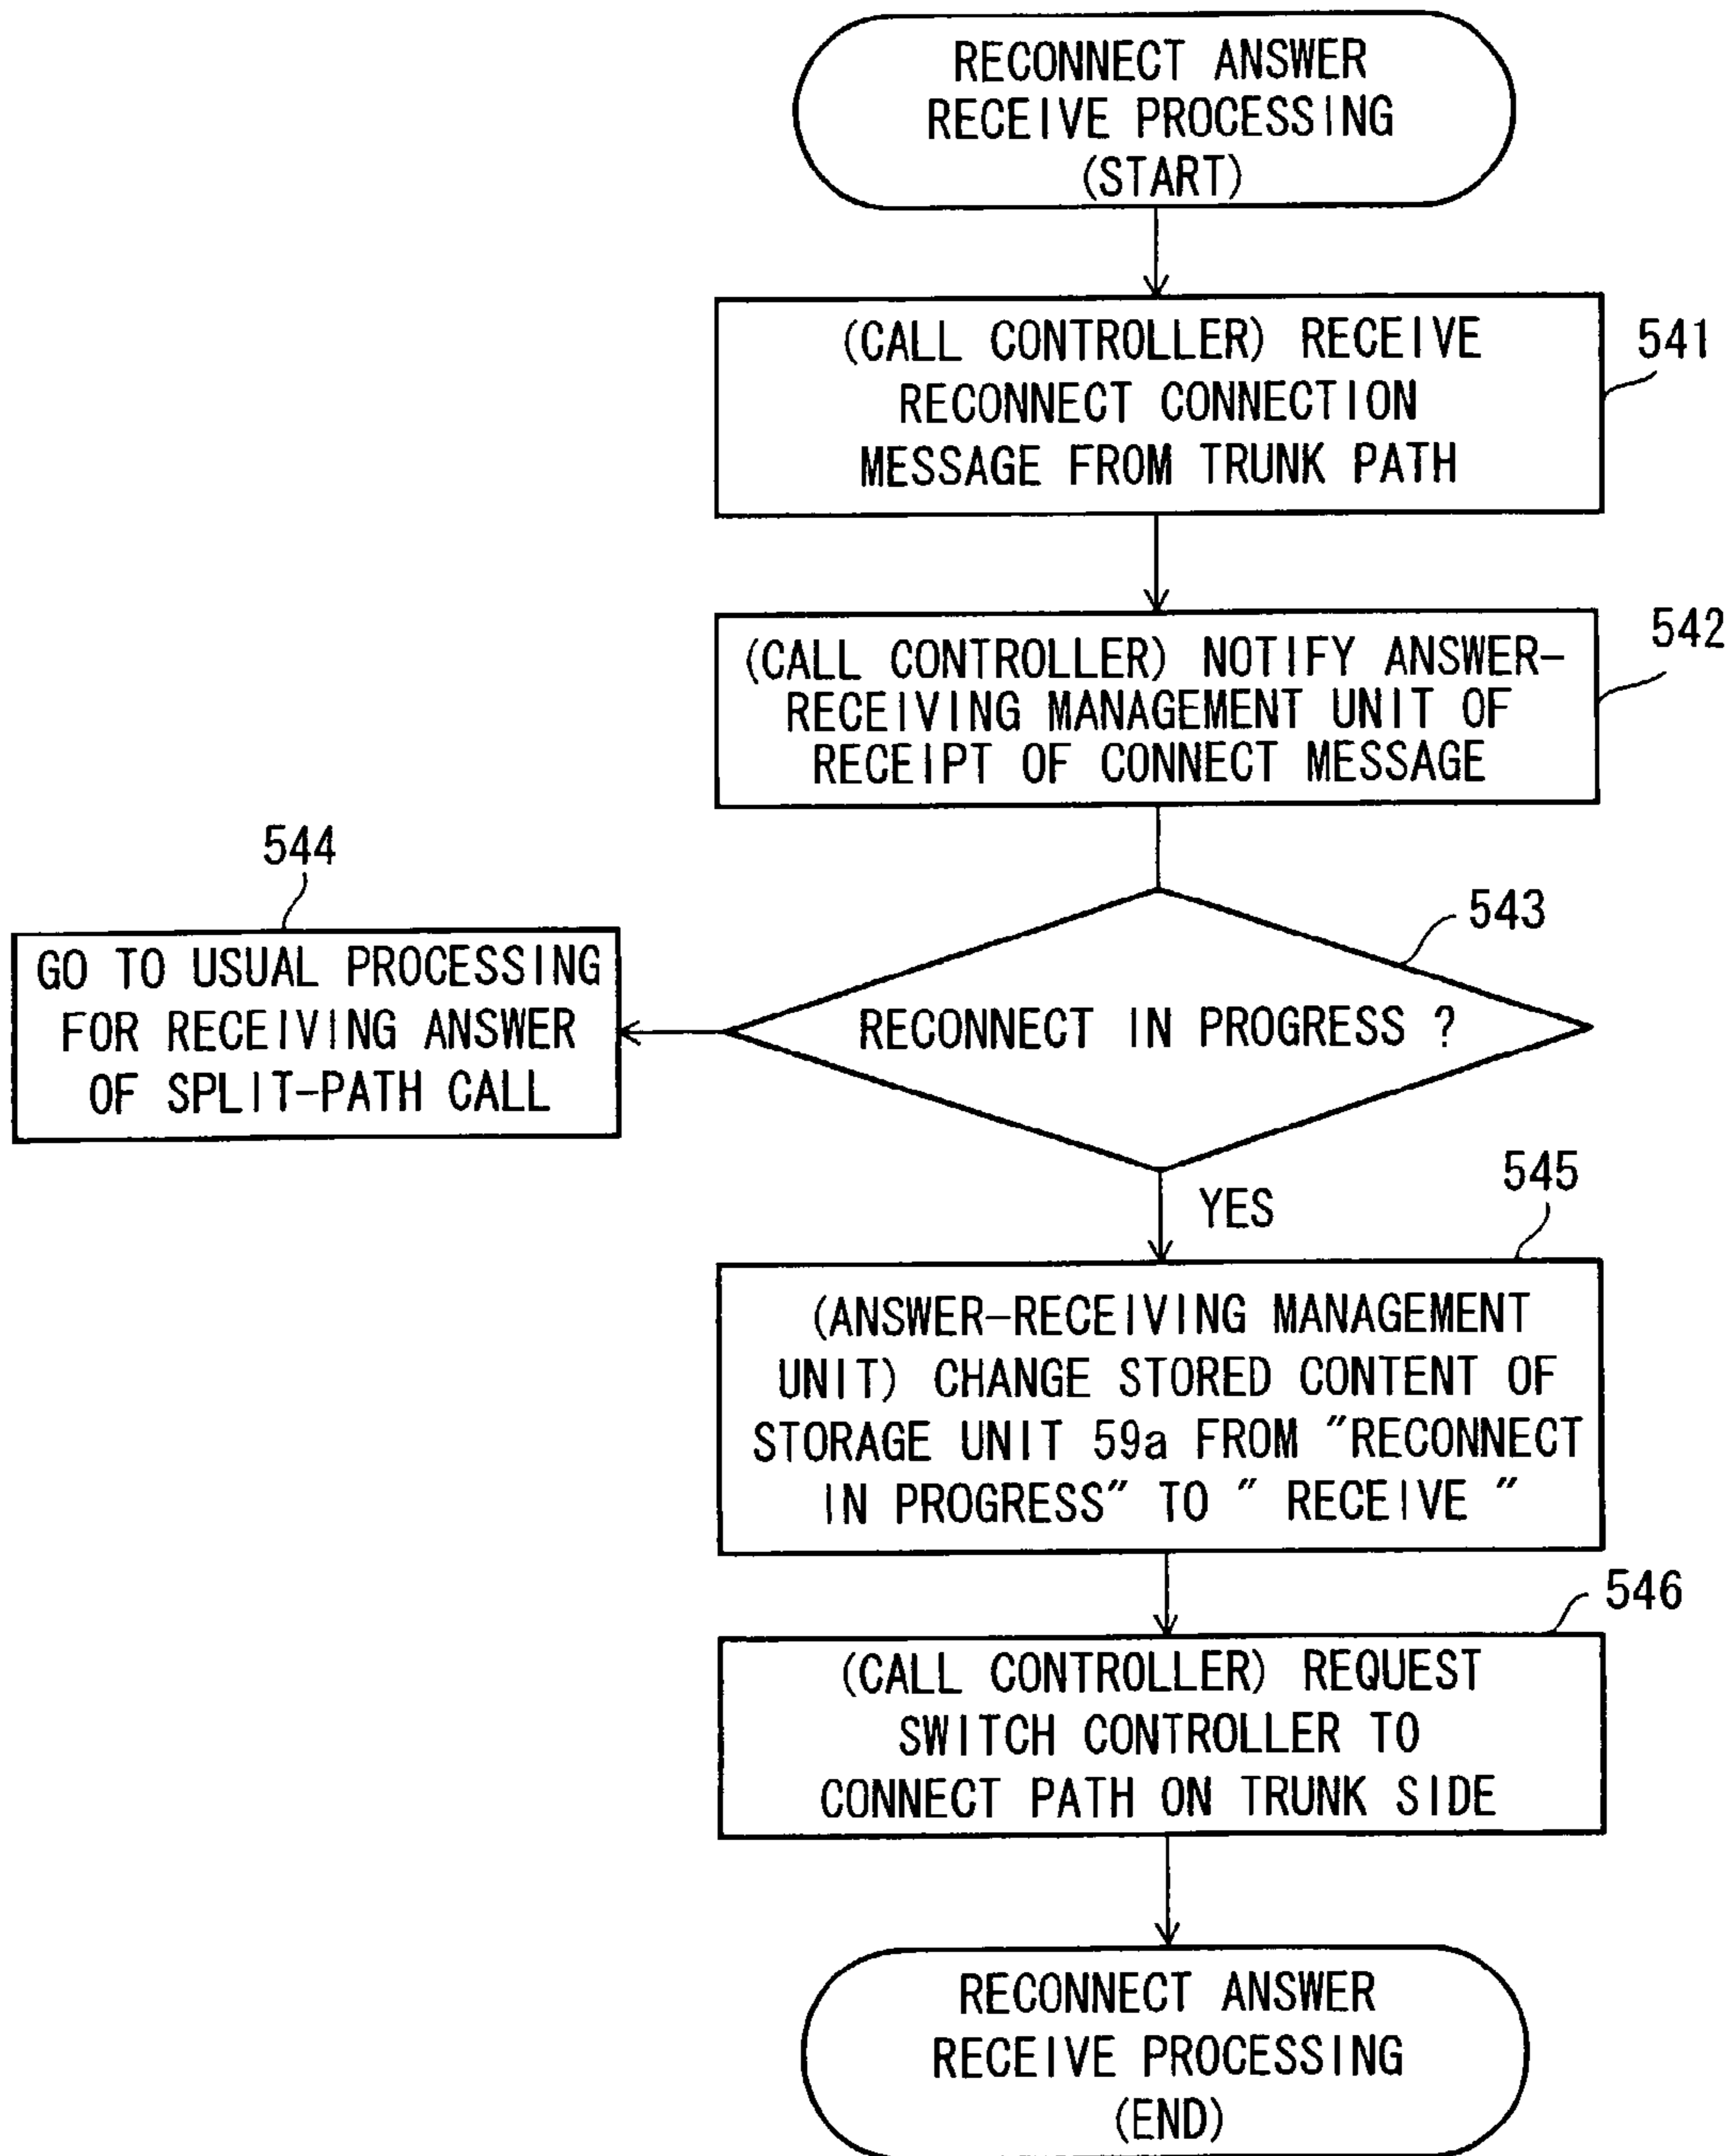 RECONNECT ANSWER
RECEIVE PROCESSING
(START)
(CALL CONTROLLER) RECEIVE
RECONNECT CONNECTION
MESSAGE FROM TRUNK PATH
541
(CALL CONTROLLER) NOTIFY ANSWER-
RECEIVING MANAGEMENT UNIT OF
RECEIPT OF CONNECT MESSAGE
542
543
RECONNECT IN PROGRESS ?
544
GO TO USUAL PROCESSING
FOR RECEIVING ANSWER
OF SPLIT-PATH CALL
YES
545
(ANSWER-RECEIVING MANAGEMENT
UNIT) CHANGE STORED CONTENT OF
STORAGE UNIT 59a FROM "RECONNECT
IN PROGRESS" TO " RECEIVE "
546
(CALL CONTROLLER) REQUEST
SWITCH CONTROLLER TO
CONNECT PATH ON TRUNK SIDE
RECONNECT ANSWER
RECEIVE PROCESSING
(END)